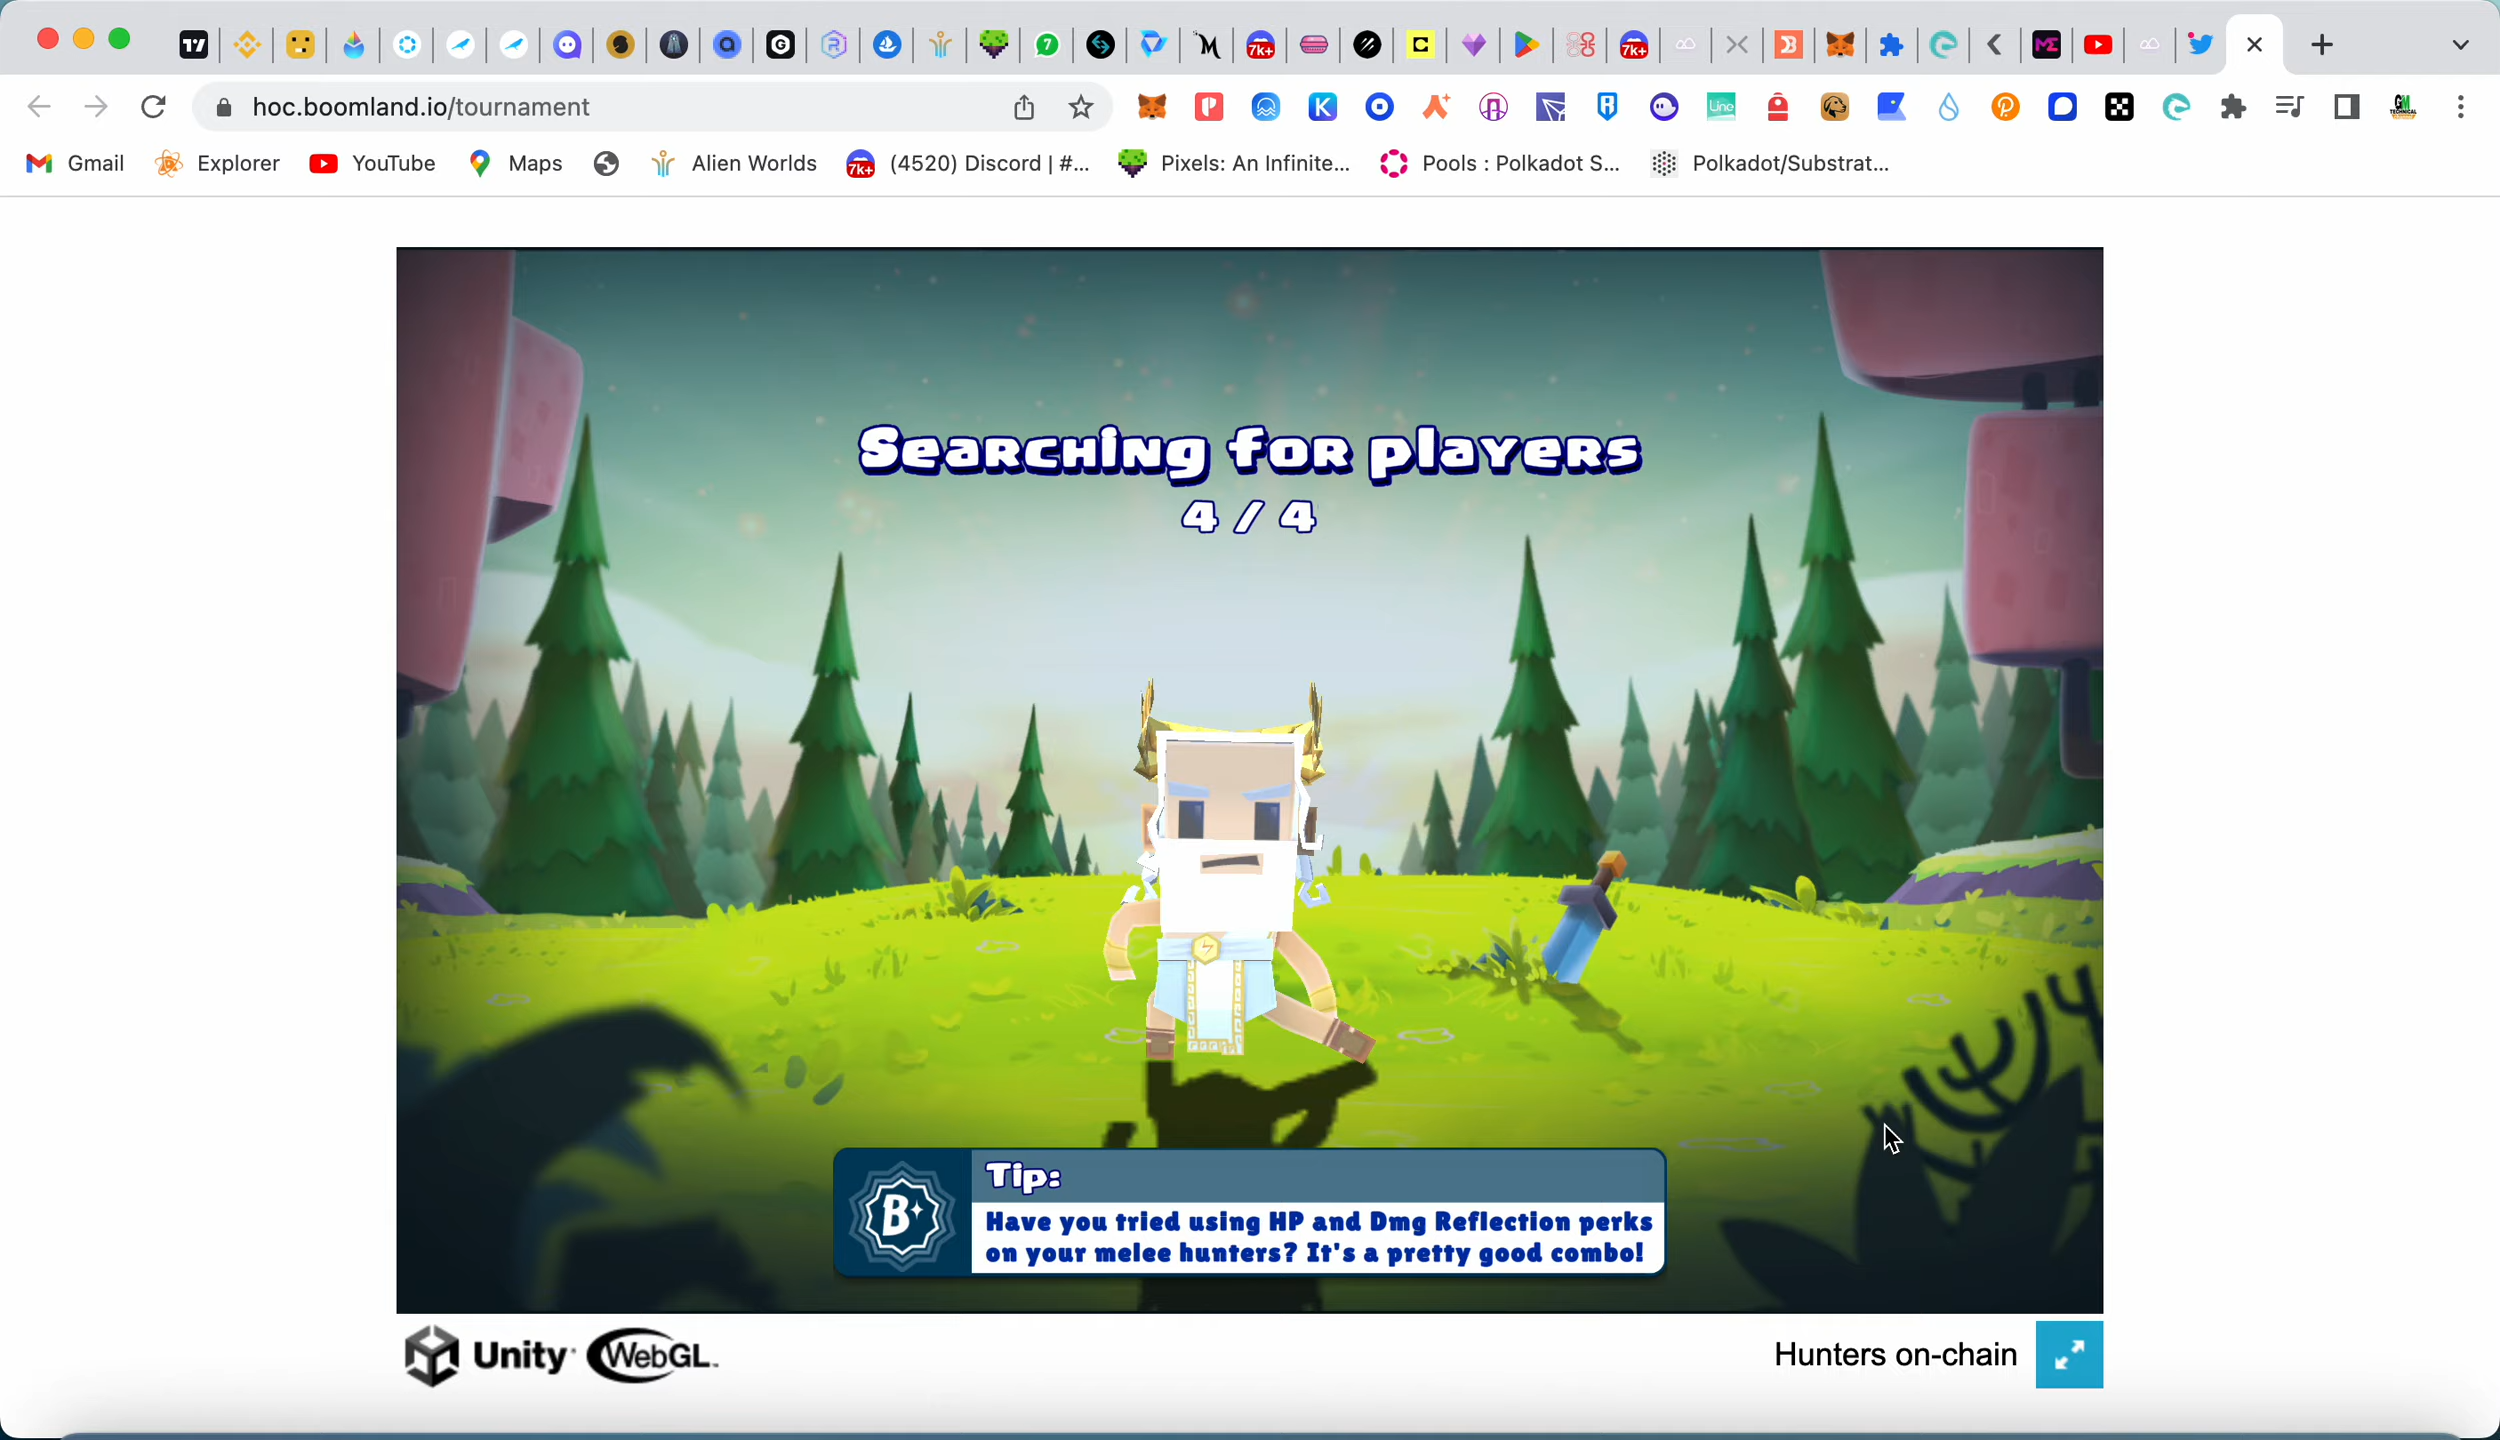 hoc.boomland.io/tournament
Gmail
Explorer
YouTube
Maps
Alien Worlds
(4520) Discord | #...
Pixels: An Infinite...
Pools : Polkadot S...
Polkadot/Substrat...
Searching for players
4 / 4
Tip:
Have you tried using HP and Dmg Reflection perks
on your melee hunters? It's a pretty good combo!
Unity
WebGL
Hunters on-chain